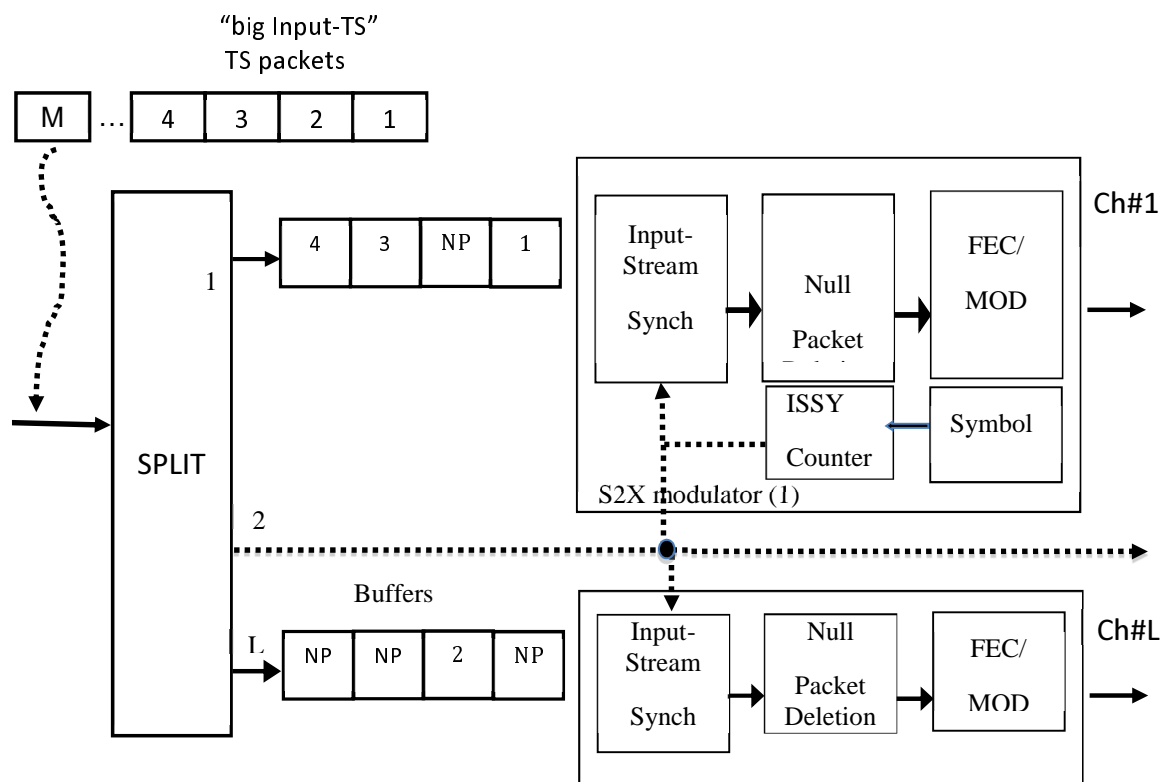 “big Input-TS”
TS packets
M ... 4 3 2 1
1
4 3 NP 1
Input-
Stream
Synch
Null
Packet
FEC/
MOD
Ch#1
ISSY
Counter
Symbol
S2X modulator (1)
SPLIT
2
Buffers
L
NP NP 2 NP
Input-
Stream
Synch
Null
Packet
Deletion
FEC/
MOD
Ch#L